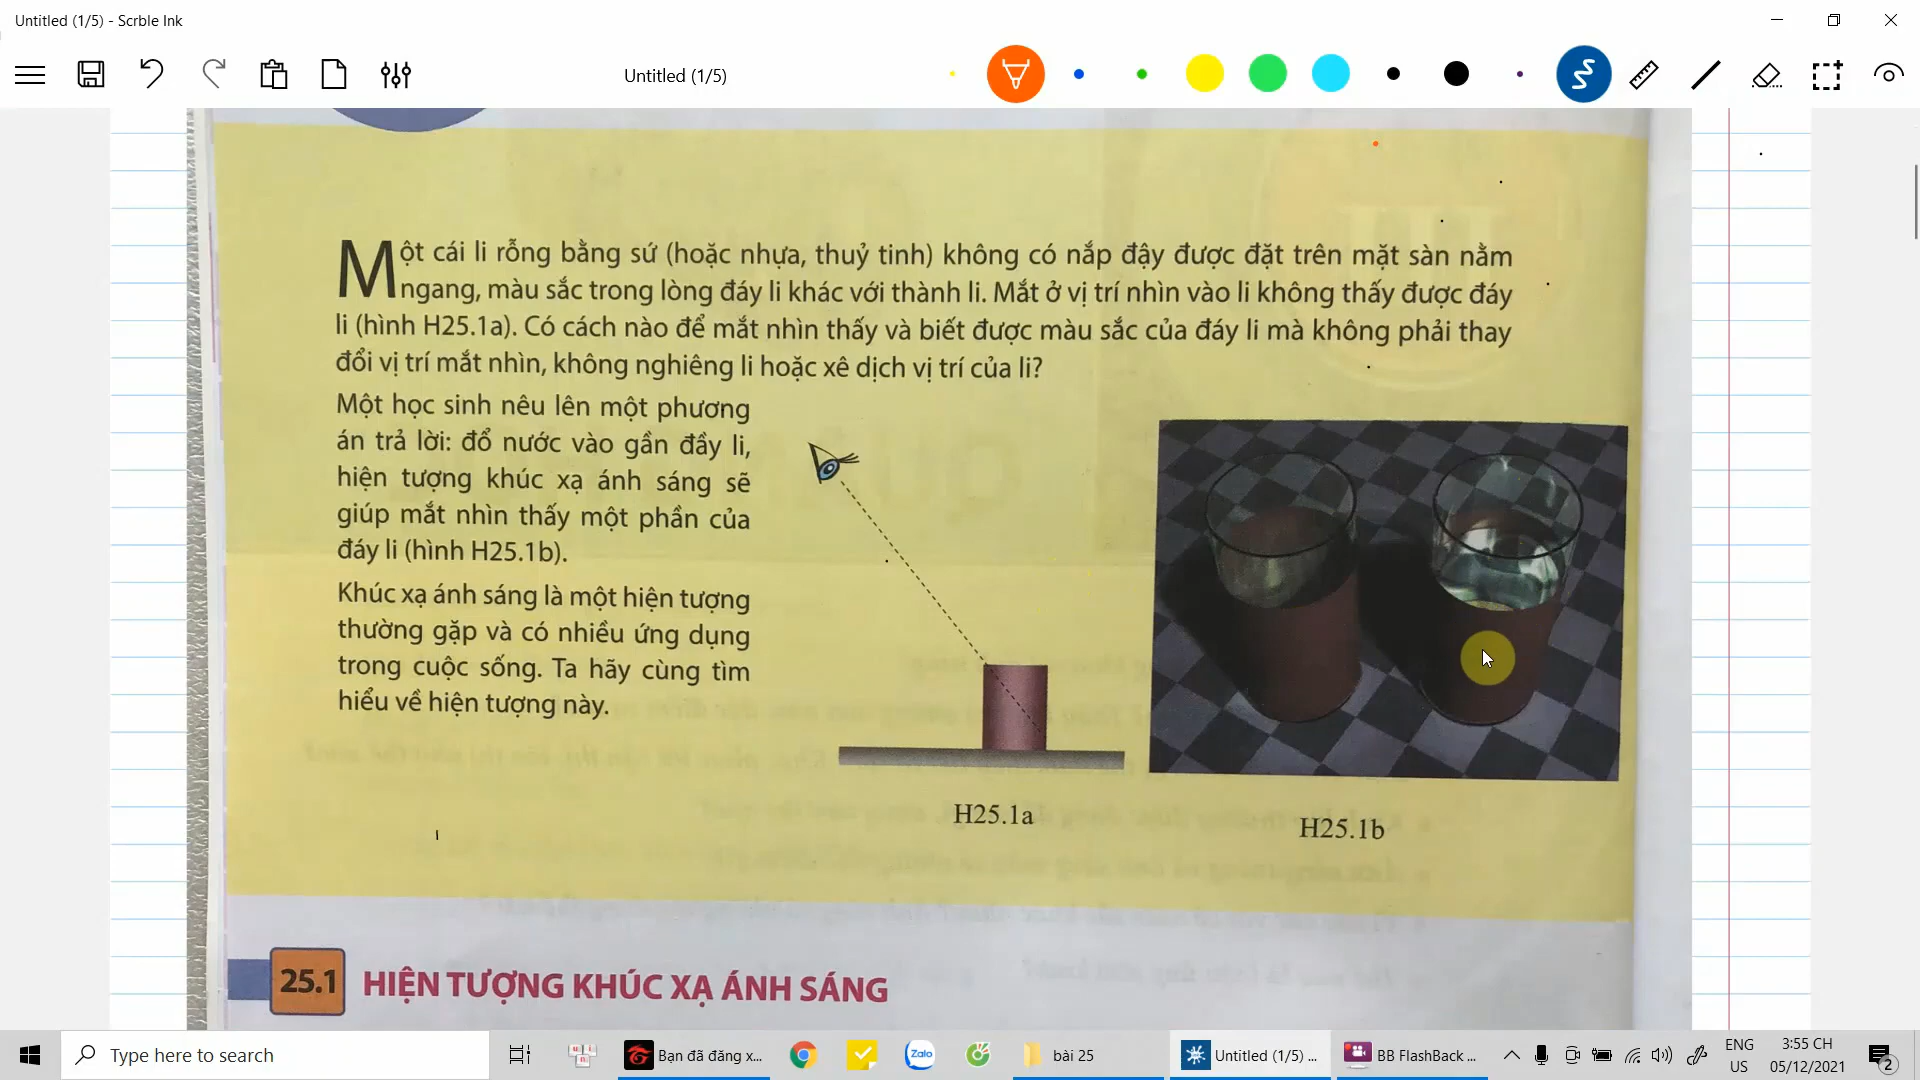 Untitled (1/5) - Scrble Ink
Untitled (1/5)
Một cái li rỗng bằng sứ (hoặc nhựa, thuỷ tinh) không có nắp đậy được đặt trên mặt sàn nằm
ngang, màu sắc trong lòng đáy li khác với thành li. Mắt ở vị trí nhìn vào li không thấy được đáy
li (hình H25.1a). Có cách nào để mắt nhìn thấy và biết được màu sắc của đáy li mà không phải thay
đổi vị trí mắt nhìn, không nghiêng li hoặc xê dịch vị trí của li?
Một học sinh nêu lên một phương
án trả lời: đổ nước vào gần đầy li,
hiện tượng khúc xạ ánh sáng sẽ
giúp mắt nhìn thấy một phần của
đáy li (hình H25.1b).
Khúc xạ ánh sáng là một hiện tượng
thường gặp và có nhiều ứng dụng
trong cuộc sống. Ta hãy cùng tìm
hiểu về hiện tượng này.
H25.1a
H25.1b
25.1 HIỆN TƯỢNG KHÚC XẠ ÁNH SÁNG
Type here to search
Bạn đã đăng x...
Zalo
bài 25
Untitled (1/5) ...
BB FlashBack ...
ENG
US
3:55 CH
05/12/2021
2